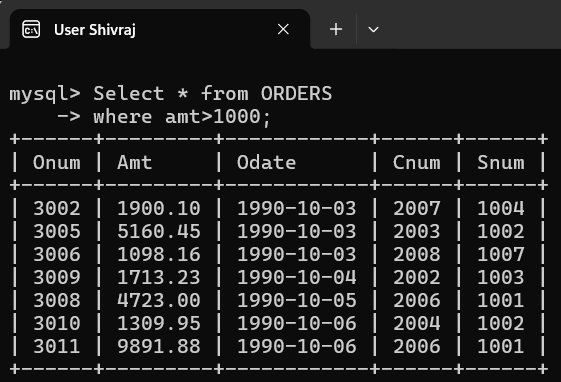 User Shivraj
mysql> Select * from ORDERS
    -> where amt>1000;
+------+---------+------------+------+------+
| Onum | Amt     | Odate      | Cnum | Snum |
+------+---------+------------+------+------+
| 3002 | 1900.10 | 1990-10-03 | 2007 | 1004 |
| 3005 | 5160.45 | 1990-10-03 | 2003 | 1002 |
| 3006 | 1098.16 | 1990-10-03 | 2008 | 1007 |
| 3009 | 1713.23 | 1990-10-04 | 2002 | 1003 |
| 3008 | 4723.00 | 1990-10-05 | 2006 | 1001 |
| 3010 | 1309.95 | 1990-10-06 | 2004 | 1002 |
| 3011 | 9891.88 | 1990-10-06 | 2006 | 1001 |
+------+---------+------------+------+------+